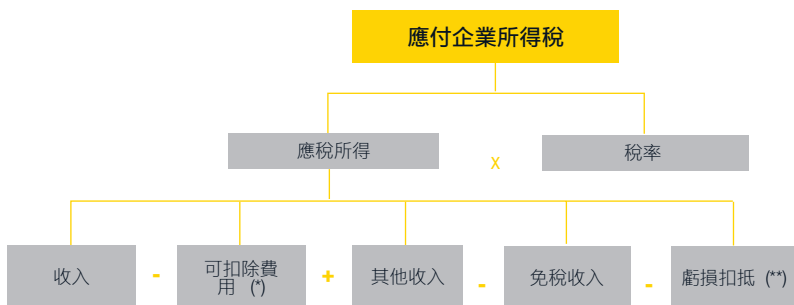 應付企業所得稅
應稅所得
x
稅率
收入
-
可扣除費
用 (*)
+
其他收入
-
免稅收入
-
虧損扣抵 (**)